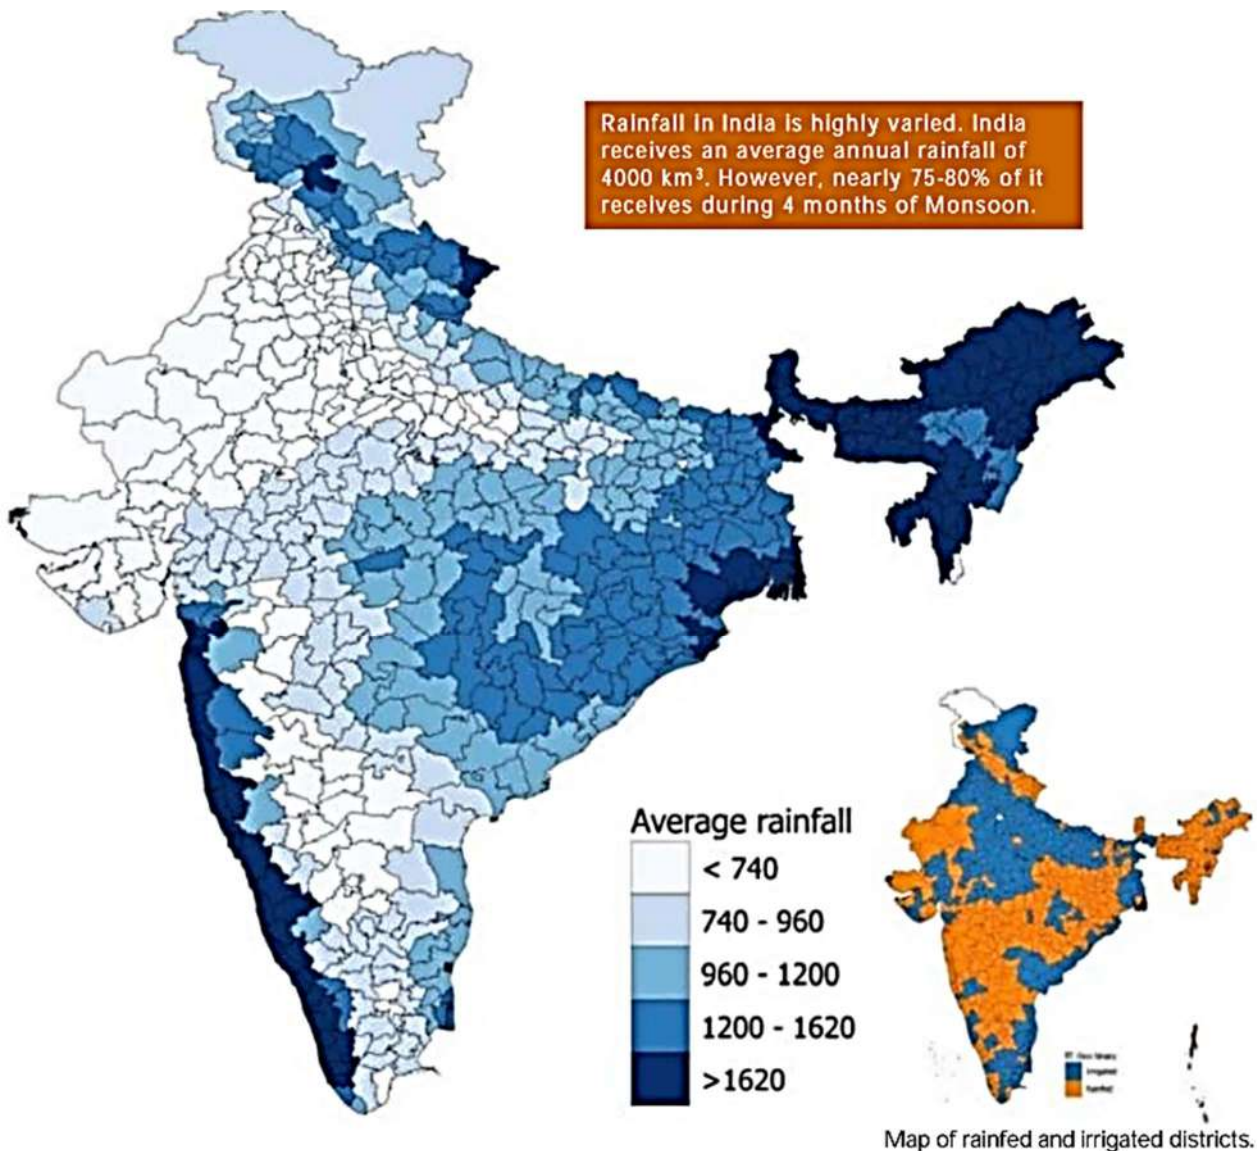 Rainfall in India is highly varied. India
receives an average annual rainfall of
4000 km³. However, nearly 75-80% of it
receives during 4 months of Monsoon.
Average rainfall
< 740
740 - 960
960 - 1200
1200 - 1620
>1620
Irrigated
Rainfed
Map of rainfed and irrigated districts.